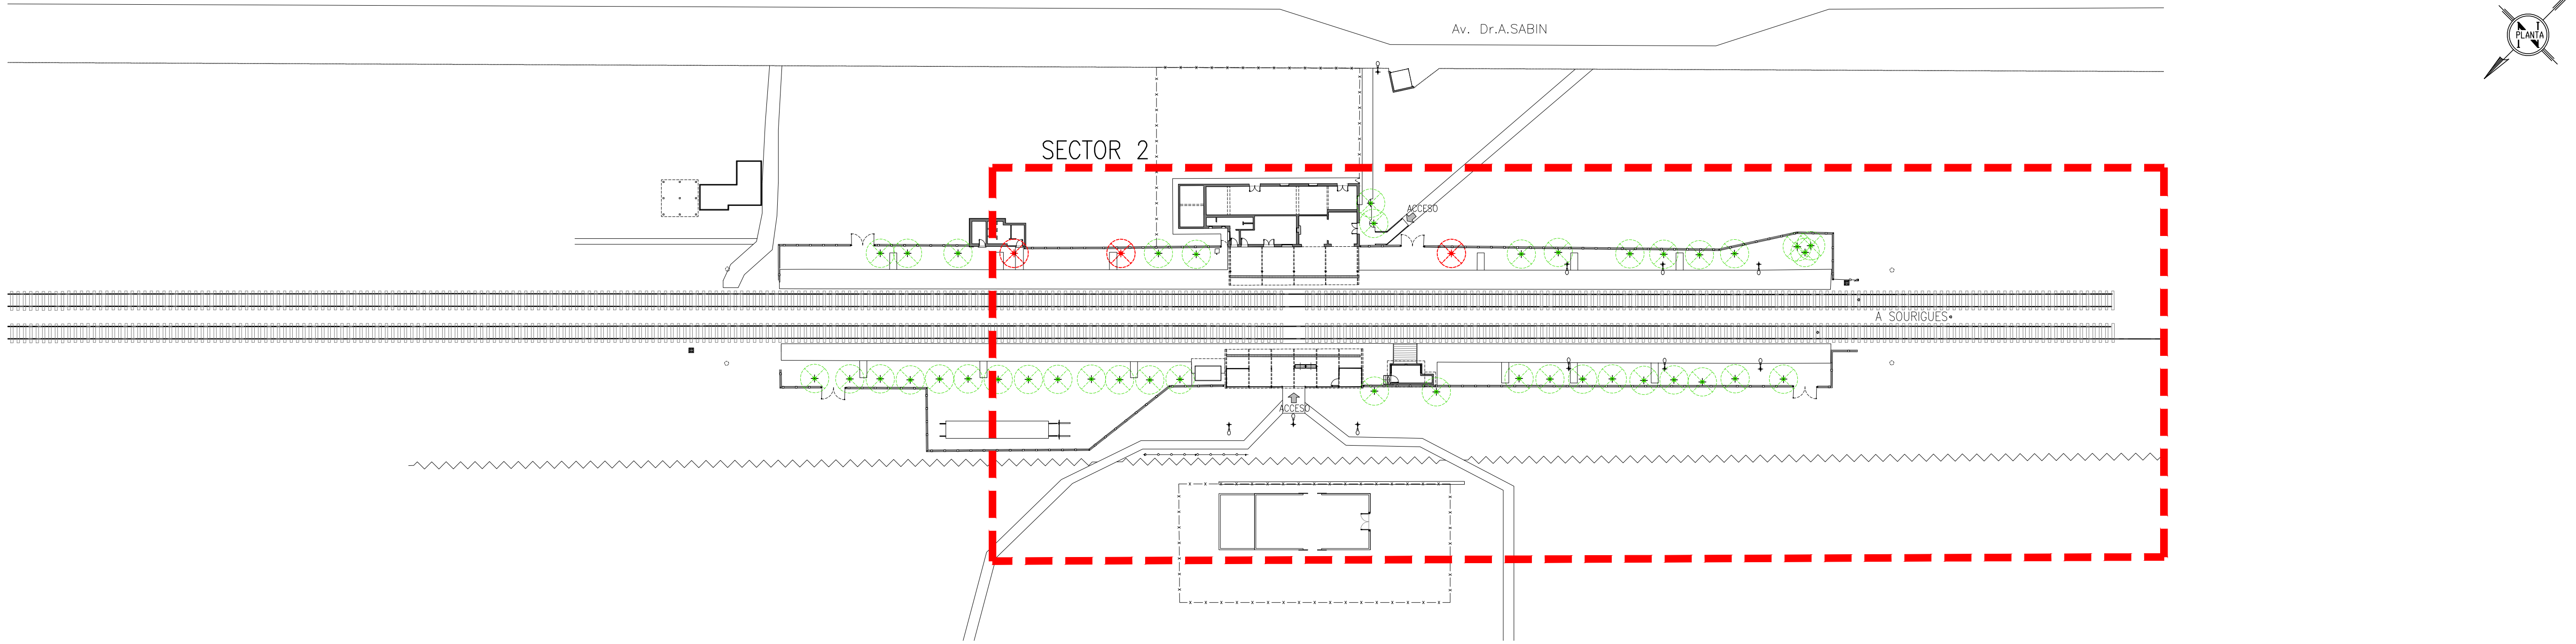 Av. Dr.A.SABIN
N
PLANTA
SECTOR 2
ACCESO
A SOURIGUES
ACCESO